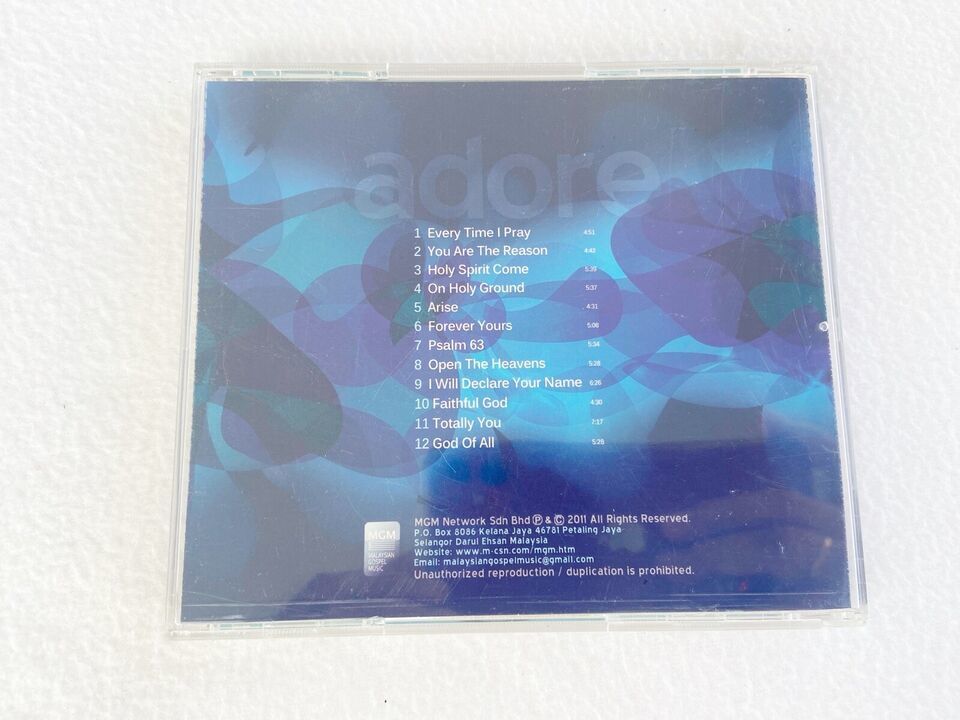 adore
1 Every Time I Pray 4:51
2 You Are The Reason 4:42
3 Holy Spirit Come 5:39
4 On Holy Ground 5:37
5 Arise 4:31
6 Forever Yours 5:08
7 Psalm 63 5:34
8 Open The Heavens 5:28
9 I Will Declare Your Name 6:26
10 Faithful God 4:30
11 Totally You 7:17
12 God Of All 5:28
MGM
MALAYSIAN
GOSPEL
MUSIC
MGM Network Sdn Bhd Ⓟ & © 2011 All Rights Reserved.
P.O. Box 8086 Kelana Jaya 46781 Petaling Jaya
Selangor Darul Ehsan Malaysia
Website: www.m-csn.com/mgm.htm
Email: malaysiangospelmusic@gmail.com
Unauthorized reproduction / duplication is prohibited.